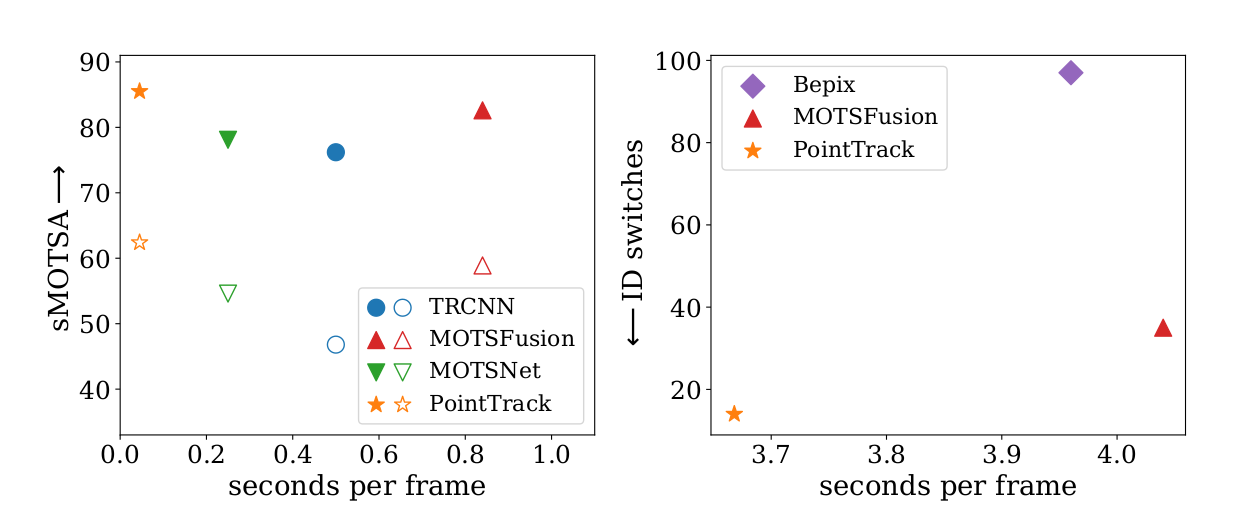 90
80
70
60
50
40
sMOTSA →
TRCNN
MOTSFusion
MOTSNet
PointTrack
0.0 0.2 0.4 0.6 0.8 1.0
seconds per frame
100
80
60
40
20
← ID switches
Bepix
MOTSFusion
PointTrack
3.7 3.8 3.9 4.0
seconds per frame